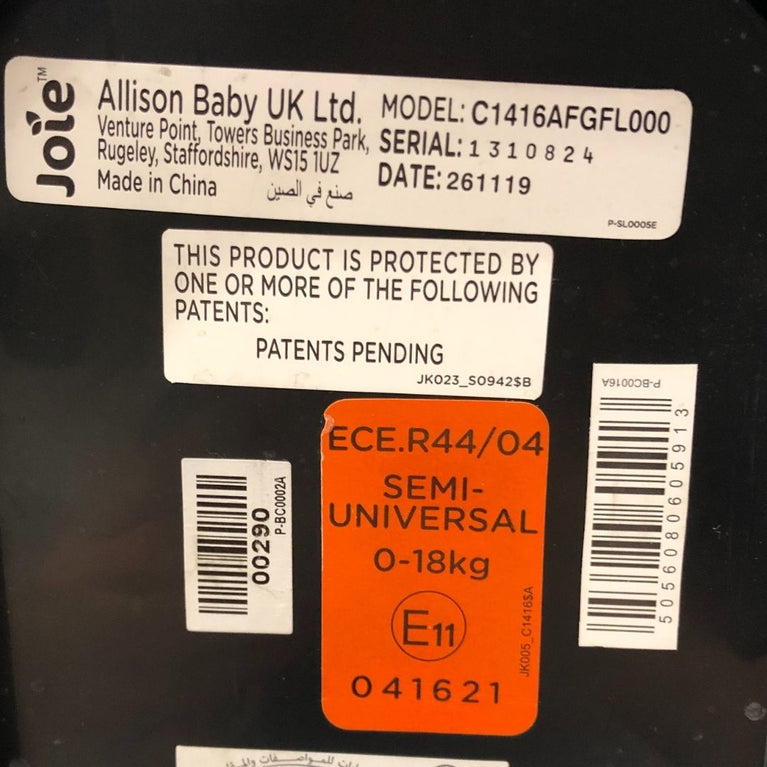 Joie™
Allison Baby UK Ltd.
Venture Point, Towers Business Park,
Rugeley, Staffordshire, WS15 1UZ
Made in China صنع في الصين
MODEL: C1416AFGFL000
SERIAL: 1310824
DATE: 261119
P-SL0005E
THIS PRODUCT IS PROTECTED BY
ONE OR MORE OF THE FOLLOWING
PATENTS:
PATENTS PENDING
JK023_S0942$B
ECE.R44/04
SEMI-
UNIVERSAL
0-18kg
E11
041621
JK005_C1416$A
00290
P-BC0002A
P-BC0016A
5056080605913